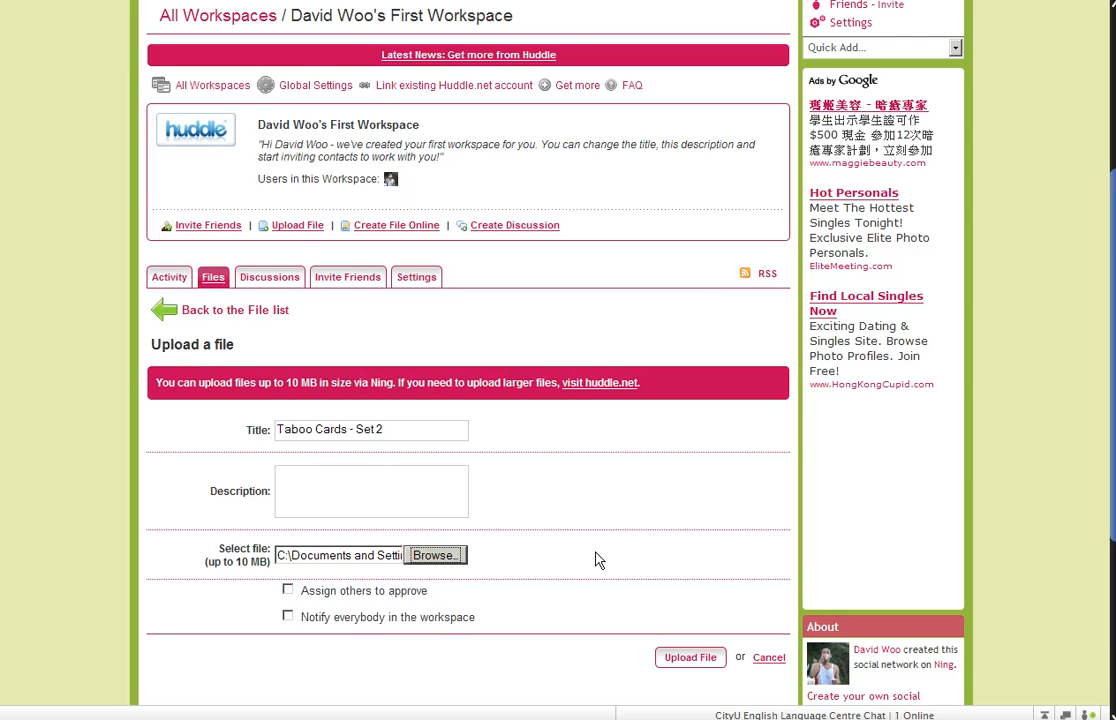 All Workspaces / David Woo's First Workspace
Latest News: Get more from Huddle
All Workspaces Global Settings Link existing Huddle.net account Get more FAQ
huddle
David Woo's First Workspace
"Hi David Woo - we've created your first workspace for you. You can change the title, this description and
start inviting contacts to work with you!"
Users in this Workspace:
Invite Friends | Upload File | Create File Online | Create Discussion
Activity Files Discussions Invite Friends Settings RSS
Back to the File list
Upload a file
You can upload files up to 10 MB in size via Ning. If you need to upload larger files, visit huddle.net.
Title: Taboo Cards - Set 2
Description:
Select file:
(up to 10 MB)
C:\Documents and Setti Browse...
Assign others to approve
Notify everybody in the workspace
Upload File or Cancel
Friends - Invite
Settings
Quick Add...
Ads by Google
瑪姬美容 - 暗瘡專家
學生出示學生證可作
$500 現金 參加12次暗
瘡專家計劃，立刻參加
www.maggiebeauty.com
Hot Personals
Meet The Hottest
Singles Tonight!
Exclusive Elite Photo
Personals.
EliteMeeting.com
Find Local Singles
Now
Exciting Dating &
Singles Site. Browse
Photo Profiles. Join
Free!
www.HongKongCupid.com
About
David Woo created this
social network on Ning.
Create your own social
CityU English Language Centre Chat | 1 Online